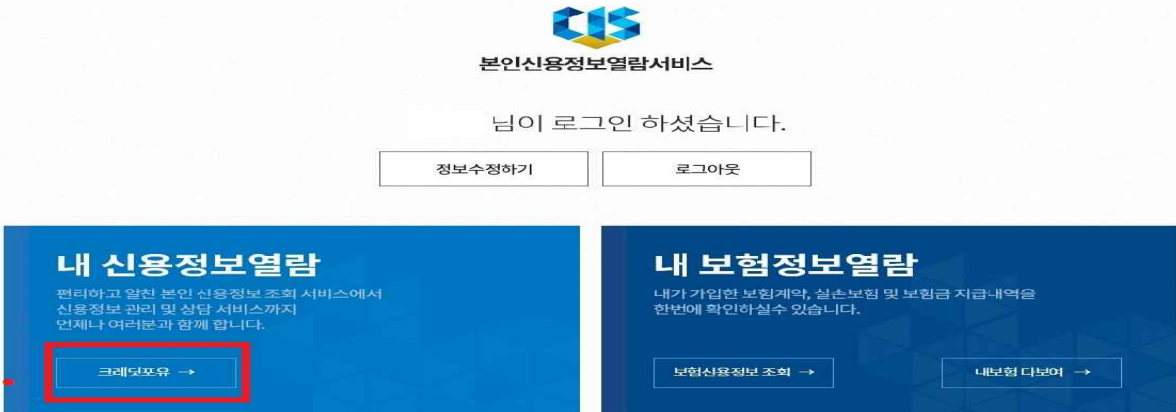 CIS
본인신용정보열람서비스
님이 로그인 하셨습니다.
정보수정하기
로그아웃
내 신용정보열람
편리하고 알찬 본인 신용정보 조회 서비스에서
신용정보 관리 및 상담 서비스까지
언제나 여러분과 함께 합니다.
크레딧포유 →
내 보험정보열람
내가 가입한 보험계약, 실손보험 및 보험금 지급내역을
한번에 확인하실수 있습니다.
보험신용정보 조회 →
내보험 다보여 →